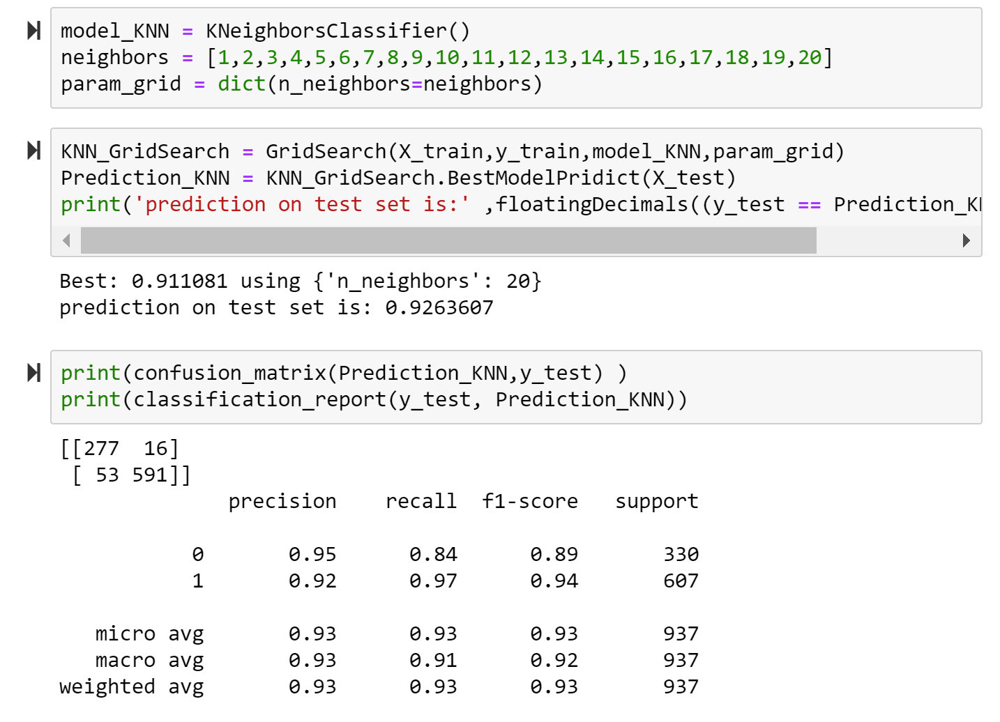 model_KNN = KNeighborsClassifier()
neighbors = [1,2,3,4,5,6,7,8,9,10,11,12,13,14,15,16,17,18,19,20]
param_grid = dict(n_neighbors=neighbors)
KNN_GridSearch = GridSearch(X_train,y_train,model_KNN,param_grid)
Prediction_KNN = KNN_GridSearch.BestModelPridict(X_test)
print('prediction on test set is:' ,floatingDecimals((y_test == Prediction_K
Best: 0.911081 using {'n_neighbors': 20}
prediction on test set is: 0.9263607
print(confusion_matrix(Prediction_KNN,y_test) )
print(classification_report(y_test, Prediction_KNN))
[[277  16]
 [ 53 591]]
              precision    recall  f1-score   support
           0       0.95      0.84      0.89       330
           1       0.92      0.97      0.94       607
   micro avg       0.93      0.93      0.93       937
   macro avg       0.93      0.91      0.92       937
weighted avg       0.93      0.93      0.93       937